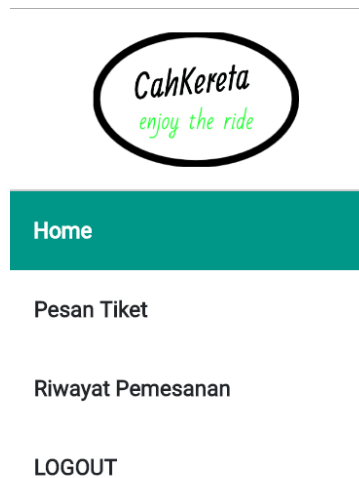 CahKereta
enjoy the ride
Home
Pesan Tiket
Riwayat Pemesanan
LOGOUT